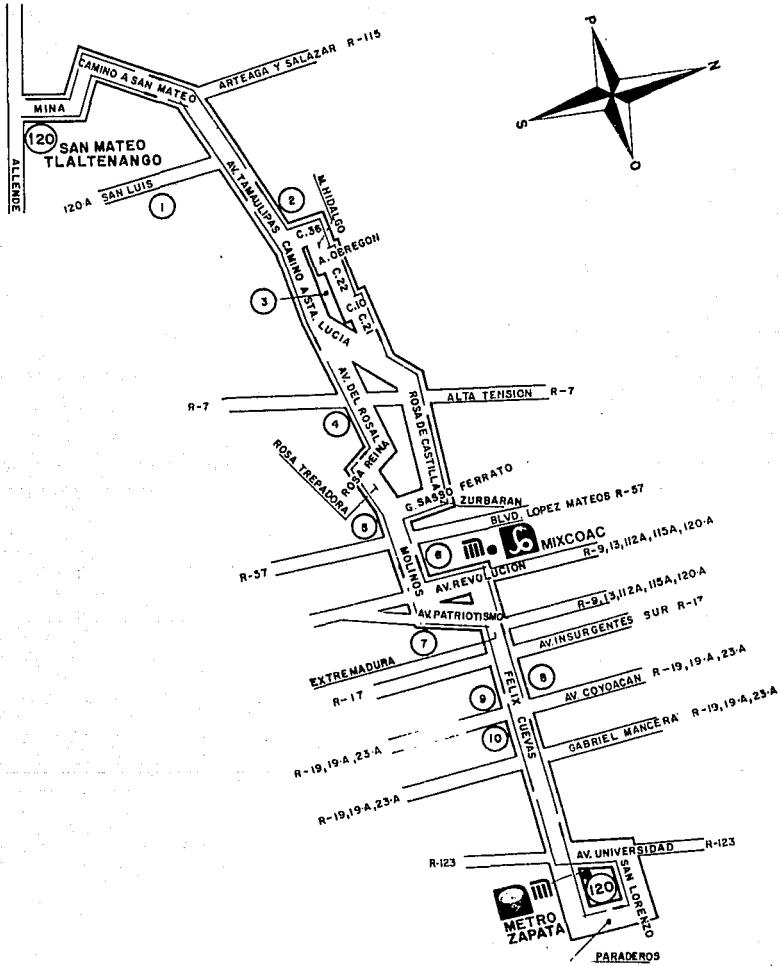 P
N
S
O
ARTEAGA Y SALAZAR R-115
CAMINO A SAN MATEO
MINA
120
SAN MATEO
TLALTENANGO
ALLENDE
120·A SAN LUIS
1
AV. TAMAULIPAS
2
M. HIDALGO
C. 36
A. OBREGON
C. 22
C. 10
C. 21
3
CAMINO A STA. LUCIA
R-7
AV. DEL ROSAL
ALTA TENSION R-7
4
ROSA DE CASTILLA
ROSA TREPADORA
ROSA REINA
G. SASSO FERRATO
ZURBARAN
BLVD. LOPEZ MATEOS R-57
5
6
MIXCOAC
R-57
MOLINOS
AV. REVOLUCION
R-9,13,112A,115A,120·A
AV. PATRIOTISMO
R-9,13,112A,115A,120·A
7
AV. INSURGENTES SUR R-17
EXTREMADURA
R-17
FELIX CUEVAS
8
AV. COYOACAN R-19,19·A,23·A
9
10
R-19,19·A,23·A
GABRIEL MANCERA R-19,19·A,23·A
R-19,19·A,23·A
R-123
AV. UNIVERSIDAD
R-123
120
SAN LORENZO
METRO
ZAPATA
PARADEROS